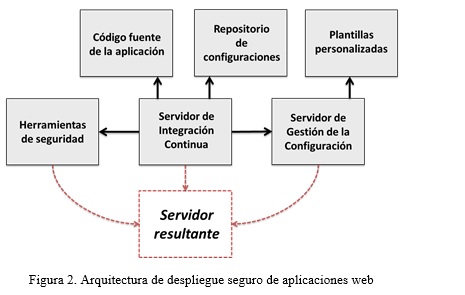 Código fuente
de la aplicación
Repositorio
de
configuraciones
Plantillas
personalizadas
Herramientas
de seguridad
Servidor de
Integración
Continua
Servidor de
Gestión de la
Configuración
Servidor
resultante
Figura 2. Arquitectura de despliegue seguro de aplicaciones web